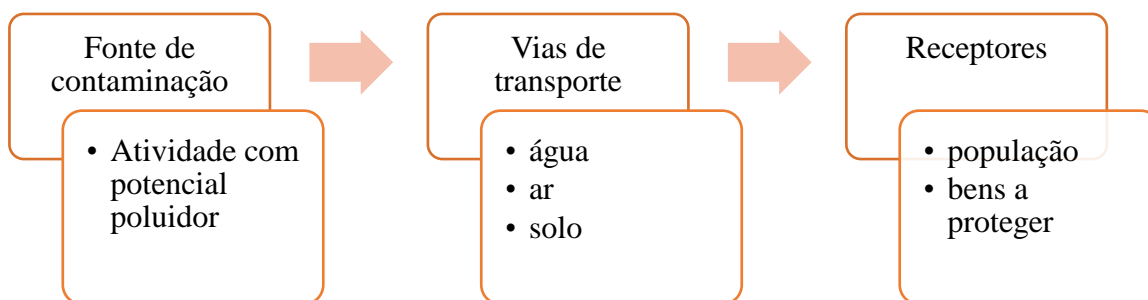 Fonte de
contaminação
• Atividade com
potencial
poluidor
Vias de
transporte
• água
• ar
• solo
Receptores
• população
• bens a
proteger